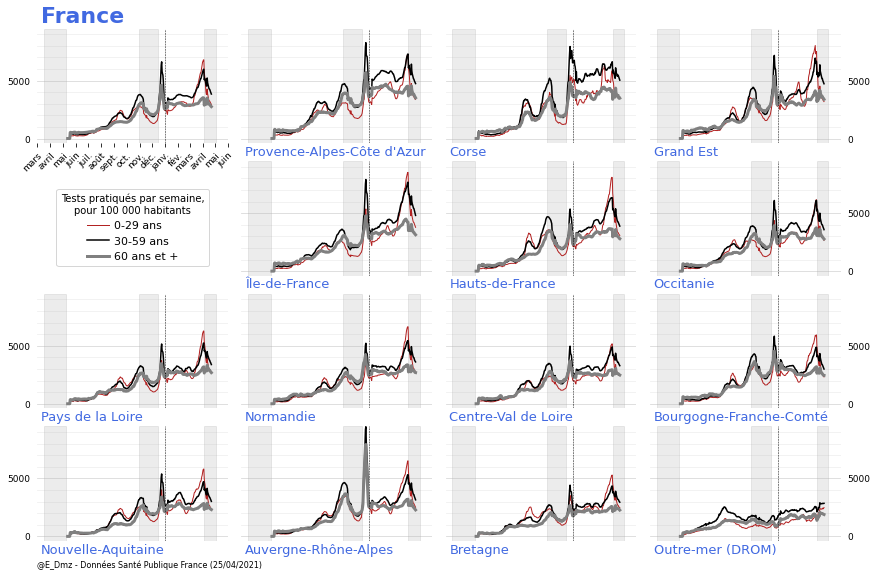 France
5000
0
mars
avril
mai
juin
juil.
août
sept.
oct.
nov.
déc.
janv.
fév.
mars
avril
mai
juin
Provence-Alpes-Côte d'Azur
Corse
Grand Est
5000
0
Tests pratiqués par semaine,
pour 100 000 habitants
0-29 ans
30-59 ans
60 ans et +
Île-de-France
Hauts-de-France
Occitanie
5000
0
5000
0
Pays de la Loire
Normandie
Centre-Val de Loire
Bourgogne-Franche-Comté
5000
0
5000
0
Nouvelle-Aquitaine
Auvergne-Rhône-Alpes
Bretagne
Outre-mer (DROM)
5000
0
@E_Dmz - Données Santé Publique France (25/04/2021)